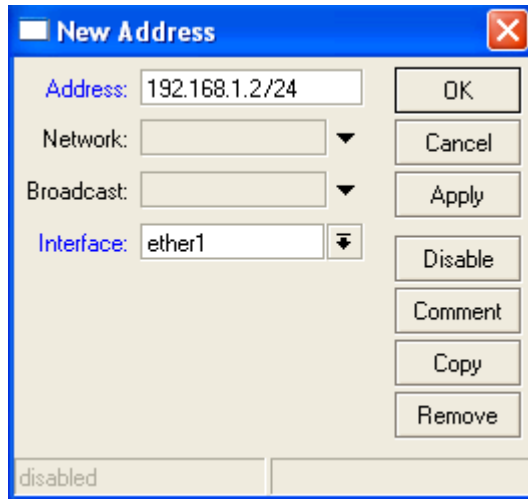 New Address
Address: 192.168.1.2/24
Network:
Broadcast:
Interface: ether1
OK
Cancel
Apply
Disable
Comment
Copy
Remove
disabled